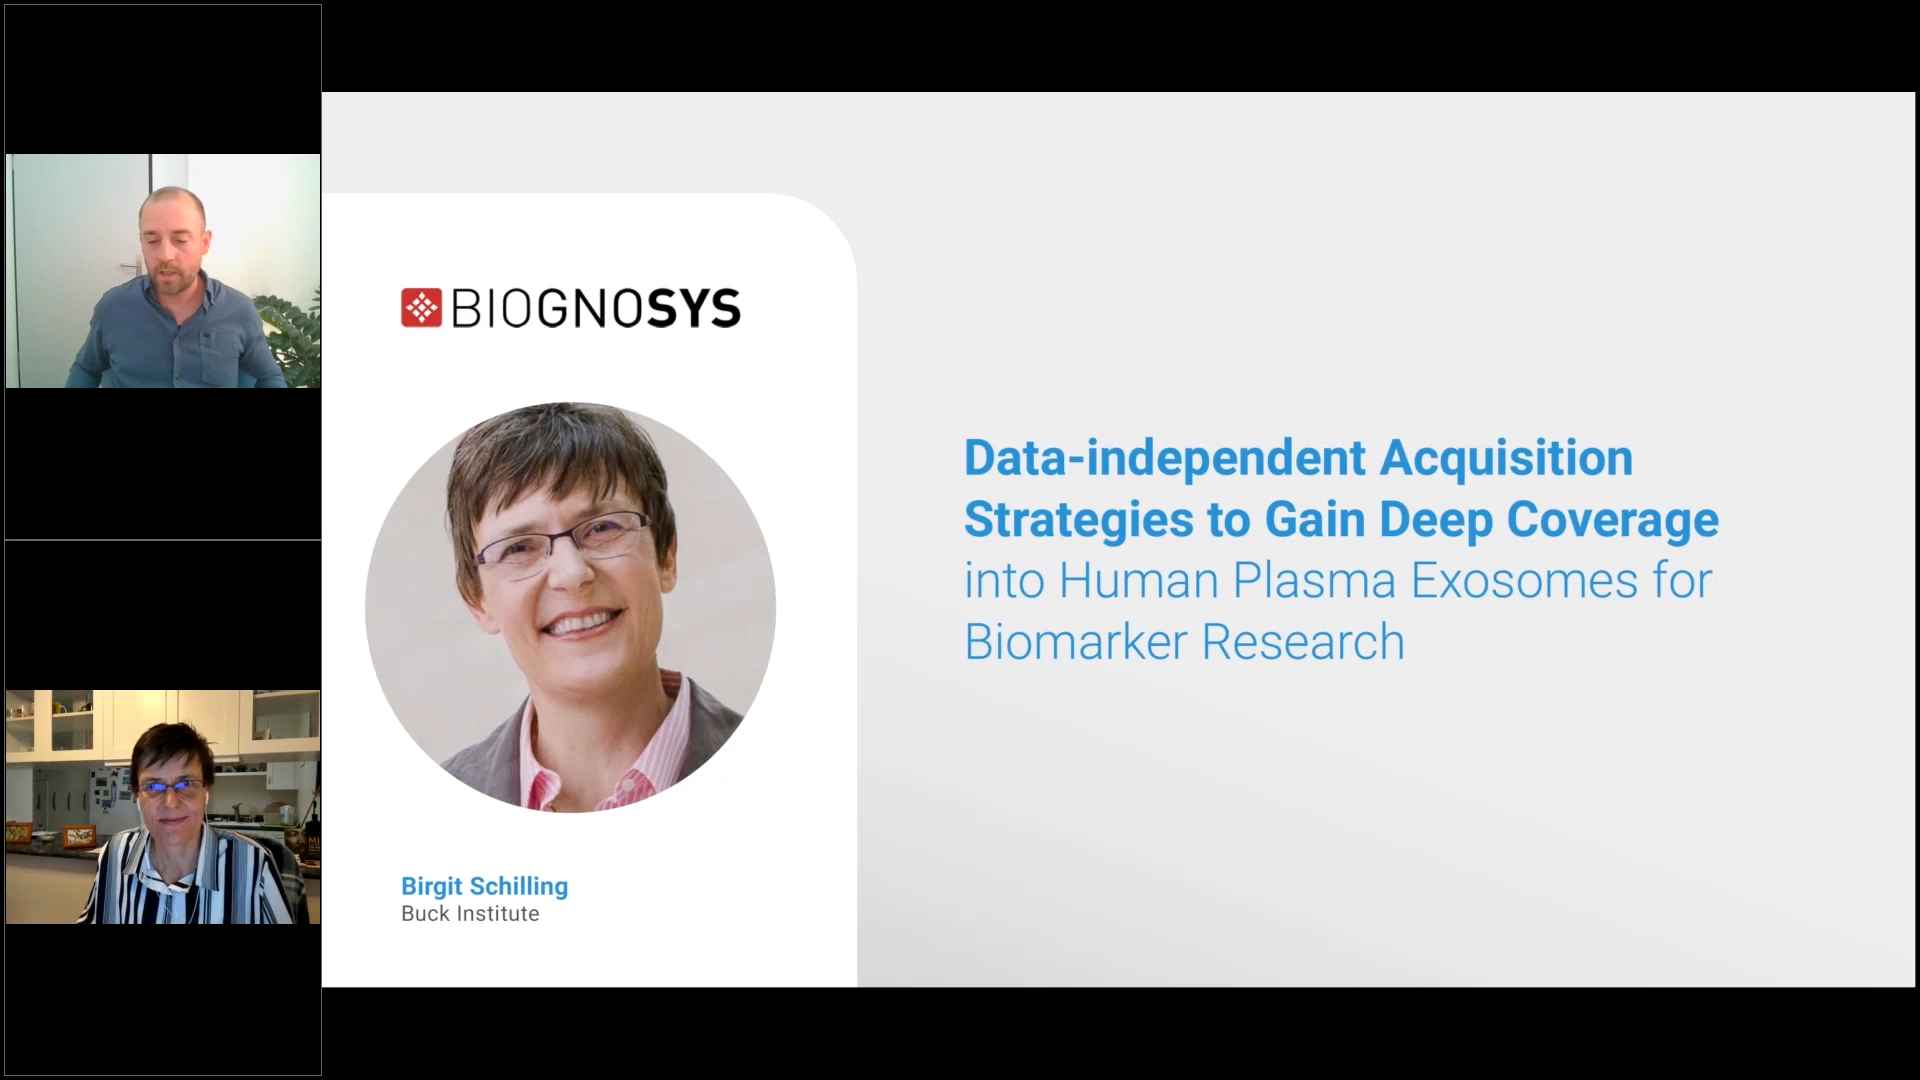 BIOGNOSYS
Data-independent Acquisition
Strategies to Gain Deep Coverage
into Human Plasma Exosomes for
Biomarker Research
Birgit Schilling
Buck Institute